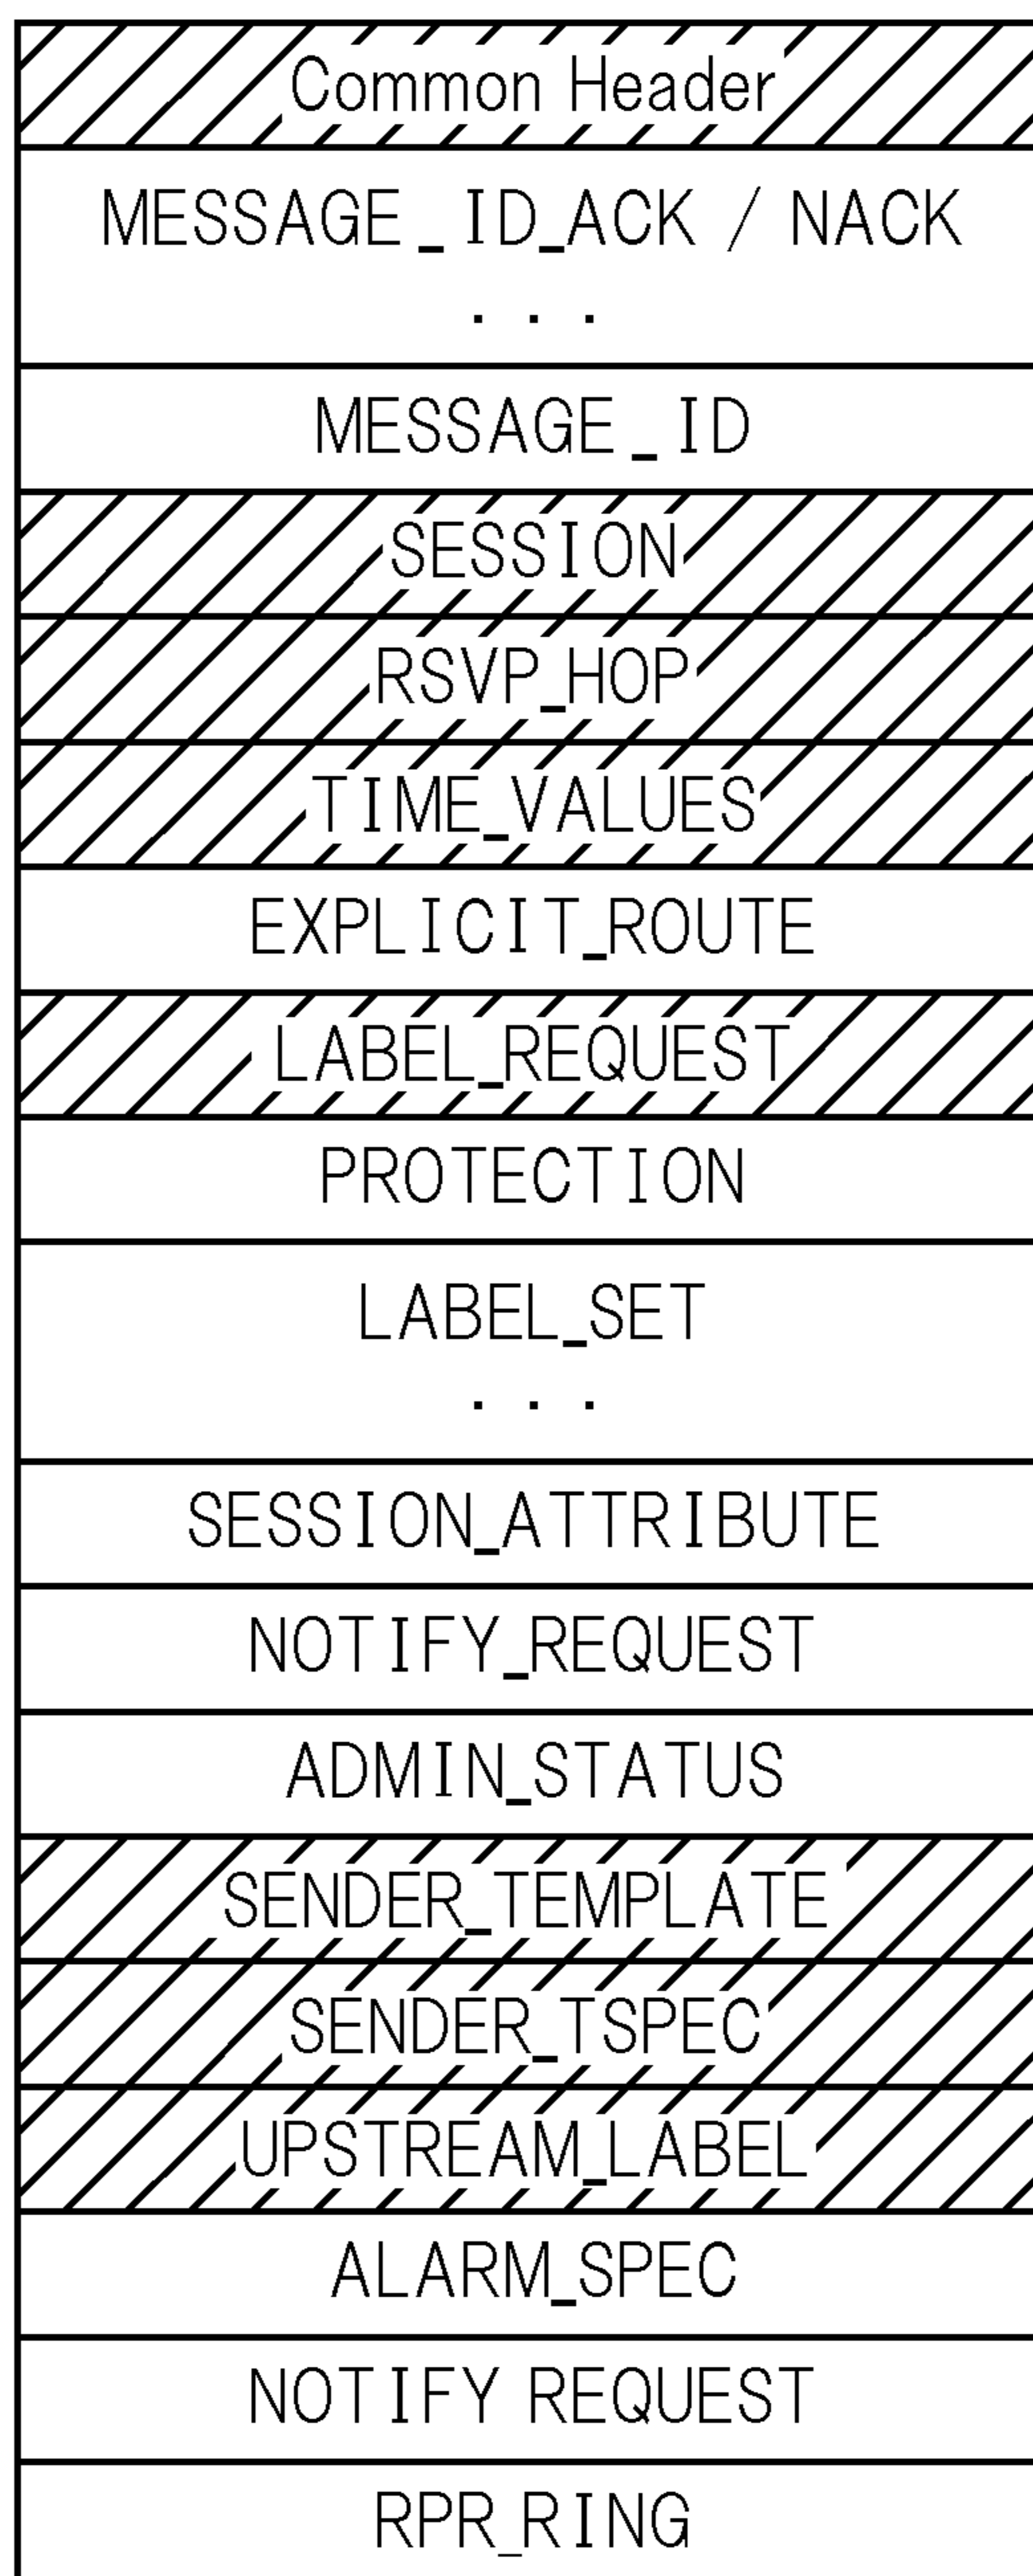 Common Header
MESSAGE_ID_ACK / NACK
. . .
MESSAGE_ID
SESSION
RSVP_HOP
TIME_VALUES
EXPLICIT_ROUTE
LABEL_REQUEST
PROTECTION
LABEL_SET
. . .
SESSION_ATTRIBUTE
NOTIFY_REQUEST
ADMIN_STATUS
SENDER_TEMPLATE
SENDER_TSPEC
UPSTREAM_LABEL
ALARM_SPEC
NOTIFY REQUEST
RPR_RING